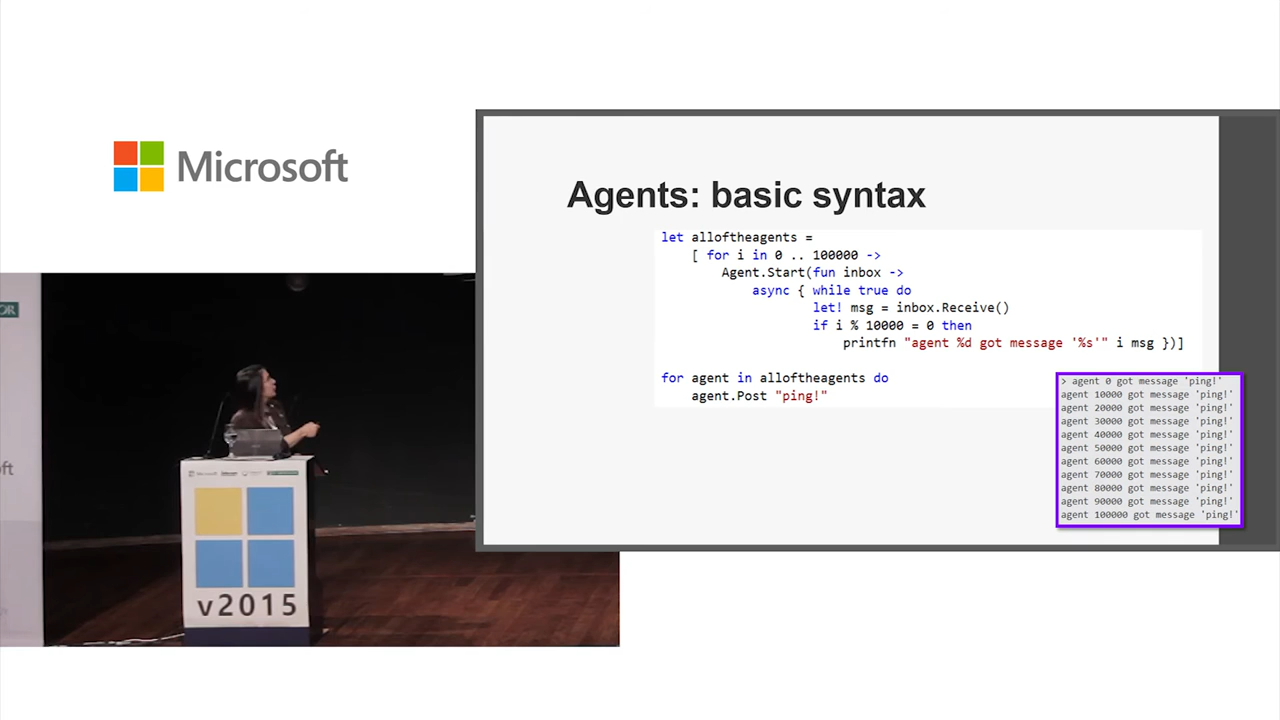 Microsoft
Agents: basic syntax
let alloftheagents =
[ for i in 0 .. 100000 ->
Agent.Start(fun inbox ->
async { while true do
let! msg = inbox.Receive()
if i % 10000 = 0 then
printfn "agent %d got message '%s'" i msg })]
for agent in alloftheagents do
agent.Post "ping!"
> agent 0 got message 'ping!'
agent 10000 got message 'ping!'
agent 20000 got message 'ping!'
agent 30000 got message 'ping!'
agent 40000 got message 'ping!'
agent 50000 got message 'ping!'
agent 60000 got message 'ping!'
agent 70000 got message 'ping!'
agent 80000 got message 'ping!'
agent 90000 got message 'ping!'
agent 100000 got message 'ping!'
Microsoft
v2015